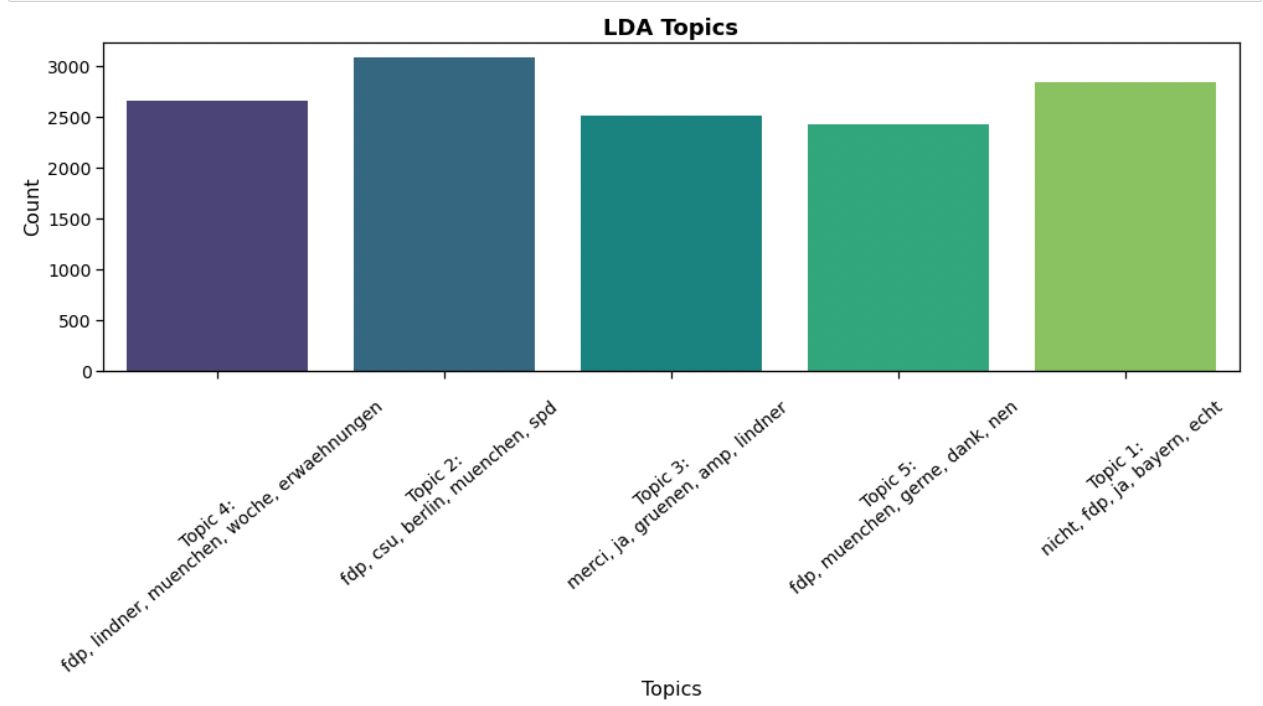 LDA Topics
3000
2500
2000
1500
1000
500
0
Count
Topic 4:
fdp, lindner, muenchen, woche, erwaehnungen
Topic 2:
fdp, csu, berlin, muenchen, spd
Topic 3:
merci, ja, gruenen, amp, lindner
Topic 5:
fdp, muenchen, gerne, dank, nen
Topic 1:
nicht, fdp, ja, bayern, echt
Topics